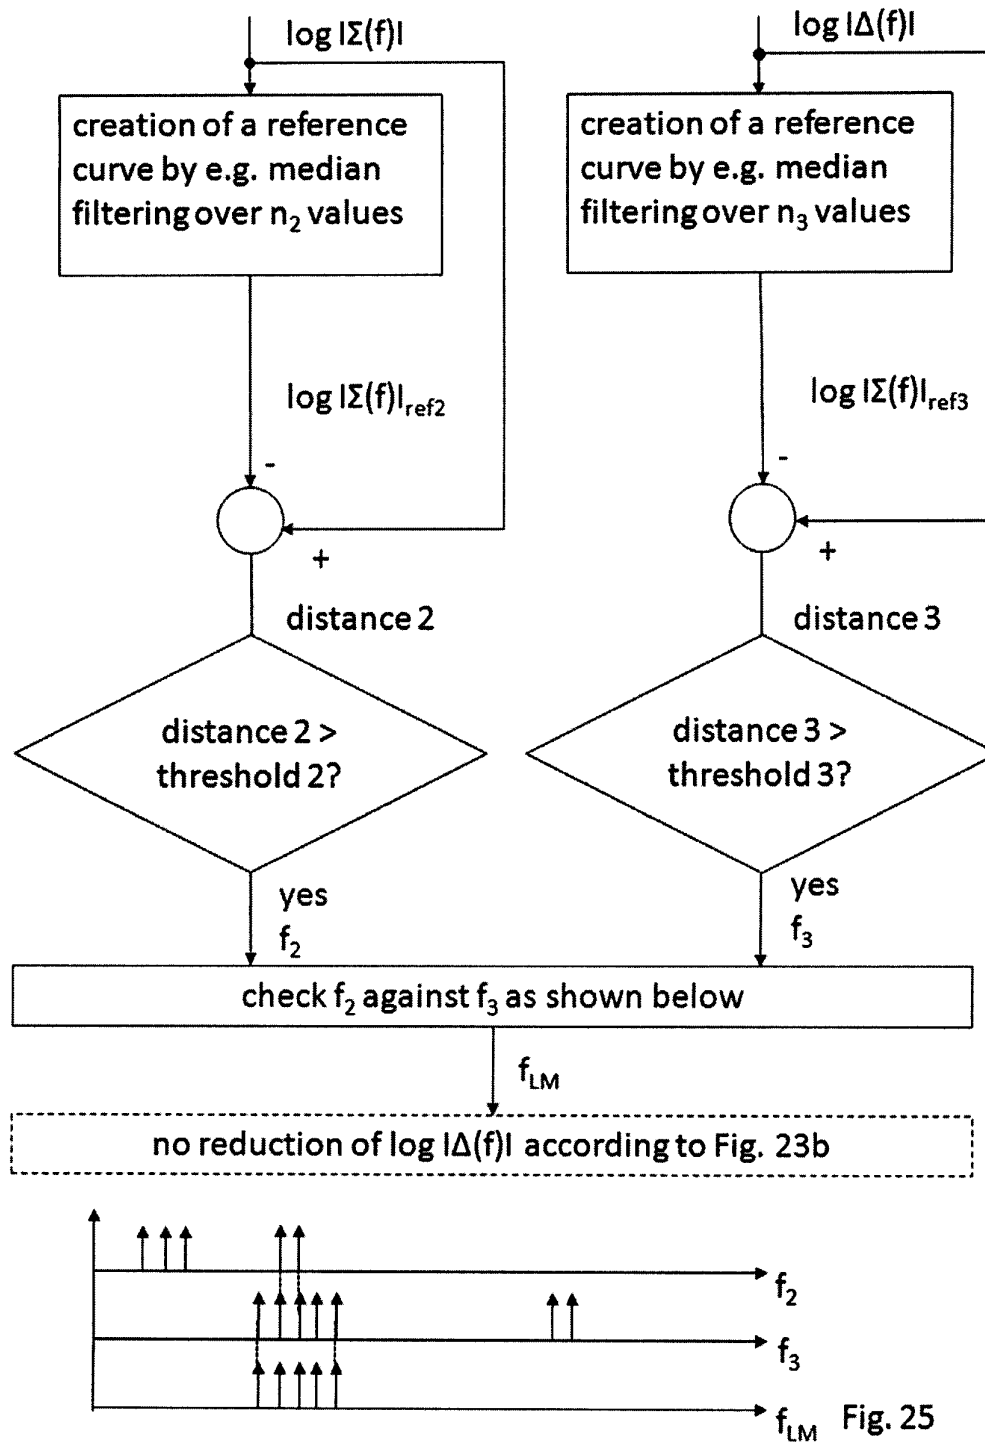 log |Σ(f)|
log |Δ(f)|
creation of a reference
curve by e.g. median
filtering over n₂ values
creation of a reference
curve by e.g. median
filtering over n₃ values
log |Σ(f)|ref2
log |Σ(f)|ref3
-
-
+
+
distance 2
distance 3
distance 2 >
threshold 2?
distance 3 >
threshold 3?
yes
f₂
yes
f₃
check f₂ against f₃ as shown below
fLM
no reduction of log |Δ(f)| according to Fig. 23b
f₂
f₃
fLM
Fig. 25